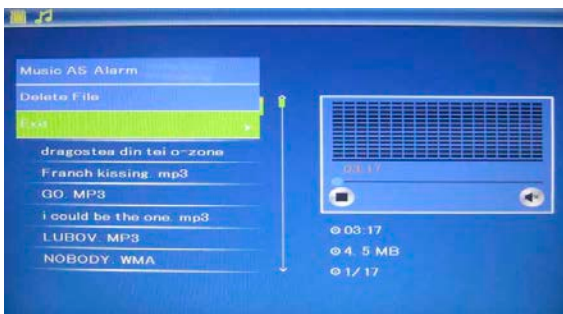 Music AS Alarm
Delete File
Exit
dragostea din tei o-zone
Franch kissing. mp3
GO. MP3
i could be the one. mp3
LUBOV. MP3
NOBODY. WMA
03:17
03:17
4. 5 MB
1/ 17